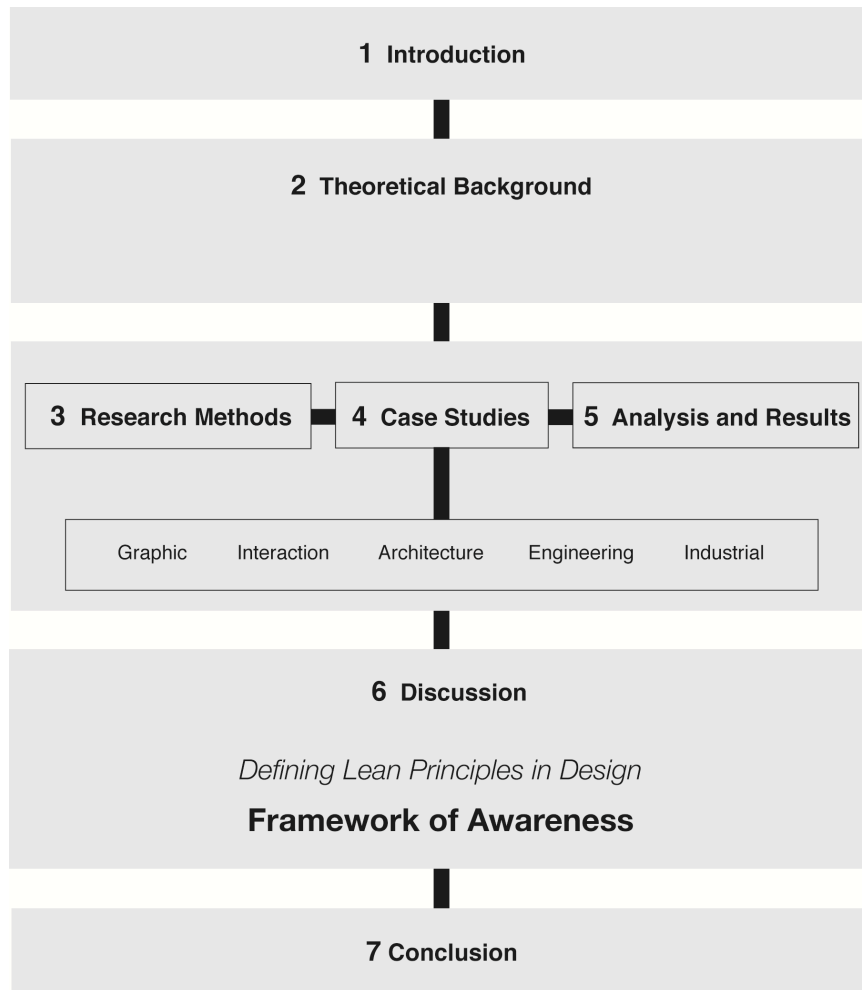 1 Introduction
2 Theoretical Background
3 Research Methods
4 Case Studies
5 Analysis and Results
Graphic Interaction Architecture Engineering Industrial
6 Discussion
Defining Lean Principles in Design
Framework of Awareness
7 Conclusion